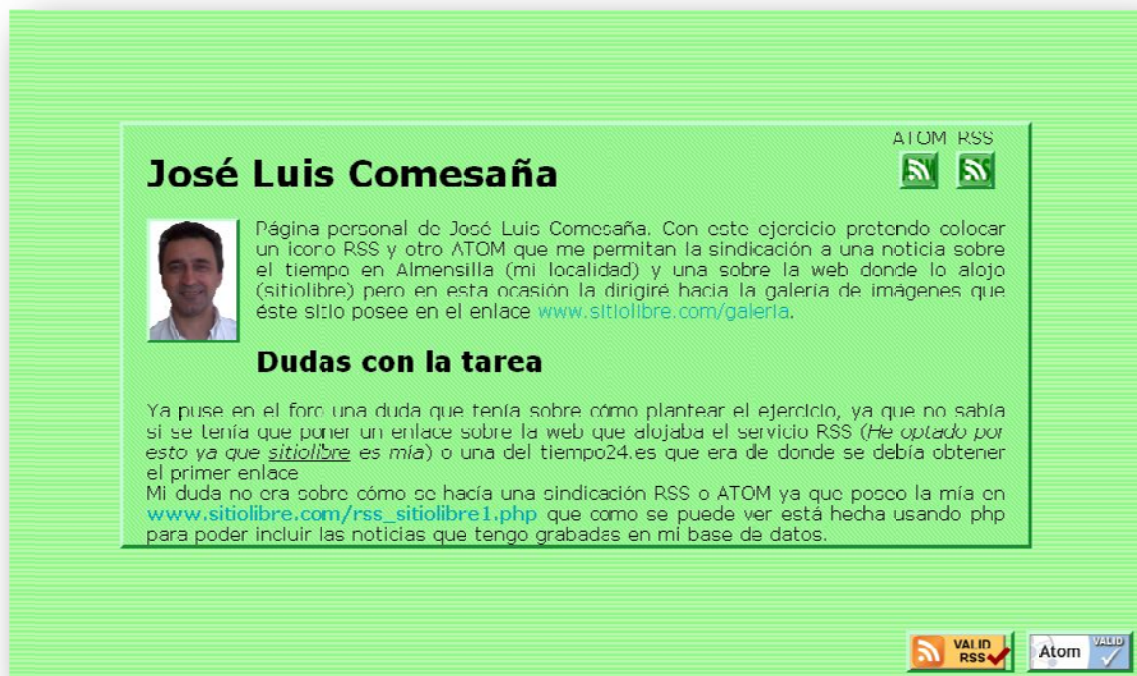 ATOM RSS
José Luis Comesaña
Página personal de José Luis Comesaña. Con este ejercicio pretendo colocar
un icono RSS y otro ATOM que me permitan la sindicación a una noticia sobre
el tiempo en Almensilla (mi localidad) y una sobre la web donde lo alojo
(sitiolibre) pero en esta ocasión la dirigiré hacia la galería de imágenes que
éste sitio posee en el enlace www.sitiolibre.com/galeria.
Dudas con la tarea
Ya puse en el foro una duda que tenía sobre cómo plantear el ejercicio, ya que no sabía
si se tenía que poner un enlace sobre la web que alojaba el servicio RSS (He optado por
esto ya que sitiolibre es mía) o una del tiempo24.es que era de donde se debía obtener
el primer enlace
Mi duda no era sobre cómo se hacía una sindicación RSS o ATOM ya que poseo la mía en
www.sitiolibre.com/rss_sitiolibre1.php que como se puede ver está hecha usando php
para poder incluir las noticias que tengo grabadas en mi base de datos.
VALID RSS
Atom VALID